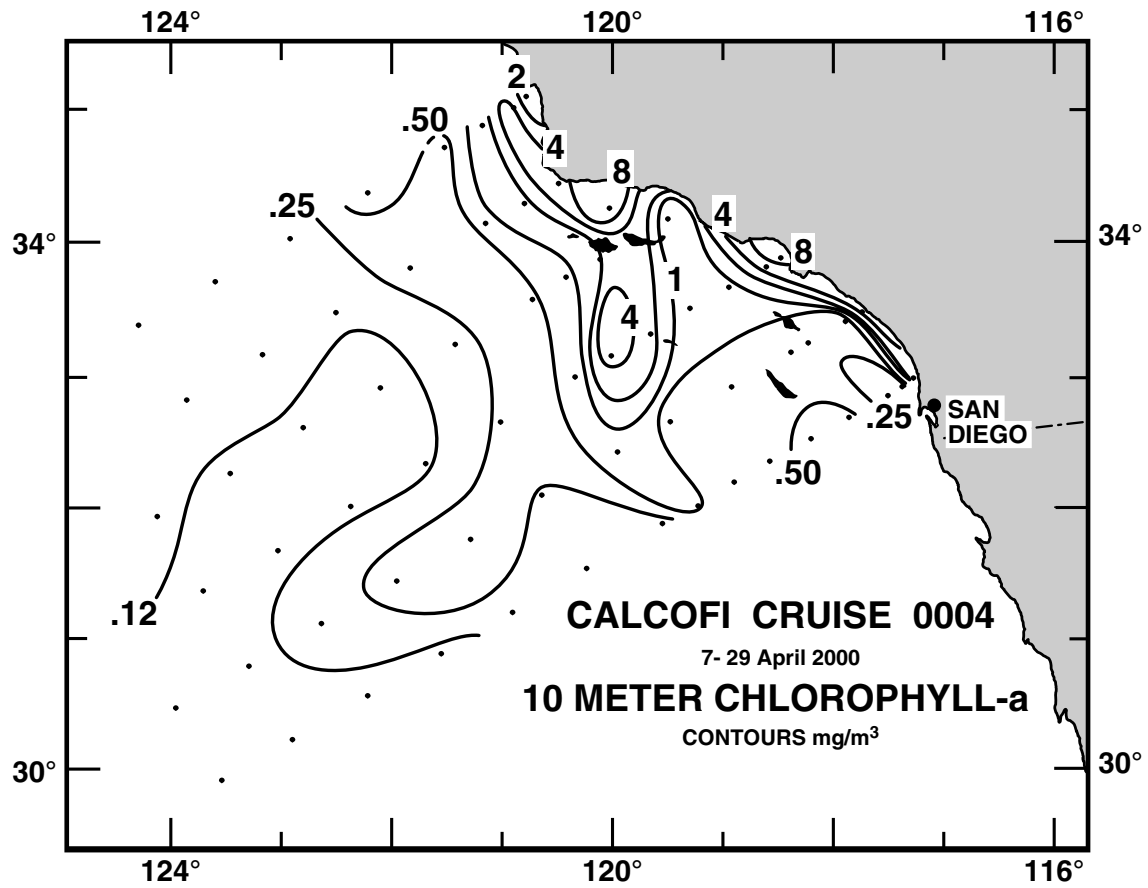 124° 120° 116°
2
.50
4
8
.25
4
34° 34°
8
1
4
.25
SAN
DIEGO
.50
.12
CALCOFI CRUISE 0004
7- 29 April 2000
10 METER CHLOROPHYLL-a
CONTOURS mg/m³
30° 30°
124° 120° 116°